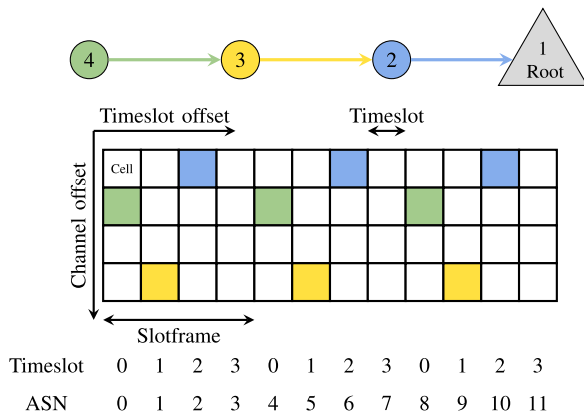 4 3 2 1
Root
Timeslot offset Timeslot
Channel offset
Cell
Slotframe
Timeslot 0 1 2 3 0 1 2 3 0 1 2 3
ASN 0 1 2 3 4 5 6 7 8 9 10 11